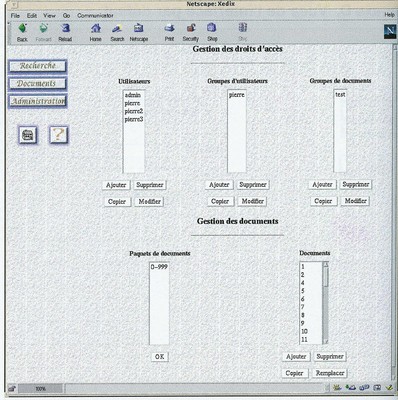 Netscape: Xedix
File Edit View Go Communicator Help
Back Forward Reload Home Search Netscape Print Security Shop Stop
Gestion des droits d'accès
Recherche
Documents
Administration
Utilisateurs Groupes d'utilisateurs Groupes de documents
admin pierre test
pierre
pierre2
pierre3
Ajouter Supprimer Ajouter Supprimer Ajouter Supprimer
Copier Modifier Copier Modifier Copier Modifier
Gestion des documents
Paquets de documents Documents
0-999 1
2
4
5
6
7
8
9
10
11
OK Ajouter Supprimer
Copier Remplacer
100%